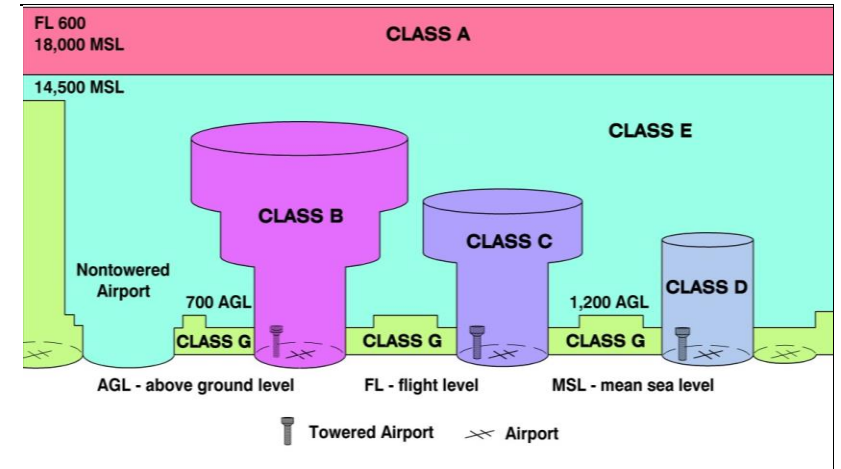 FL 600
18,000 MSL
CLASS A
14,500 MSL
CLASS E
CLASS B
CLASS C
Nontowered
Airport
CLASS D
700 AGL
1,200 AGL
CLASS G
CLASS G
CLASS G
AGL - above ground level
FL - flight level
MSL - mean sea level
Towered Airport
Airport